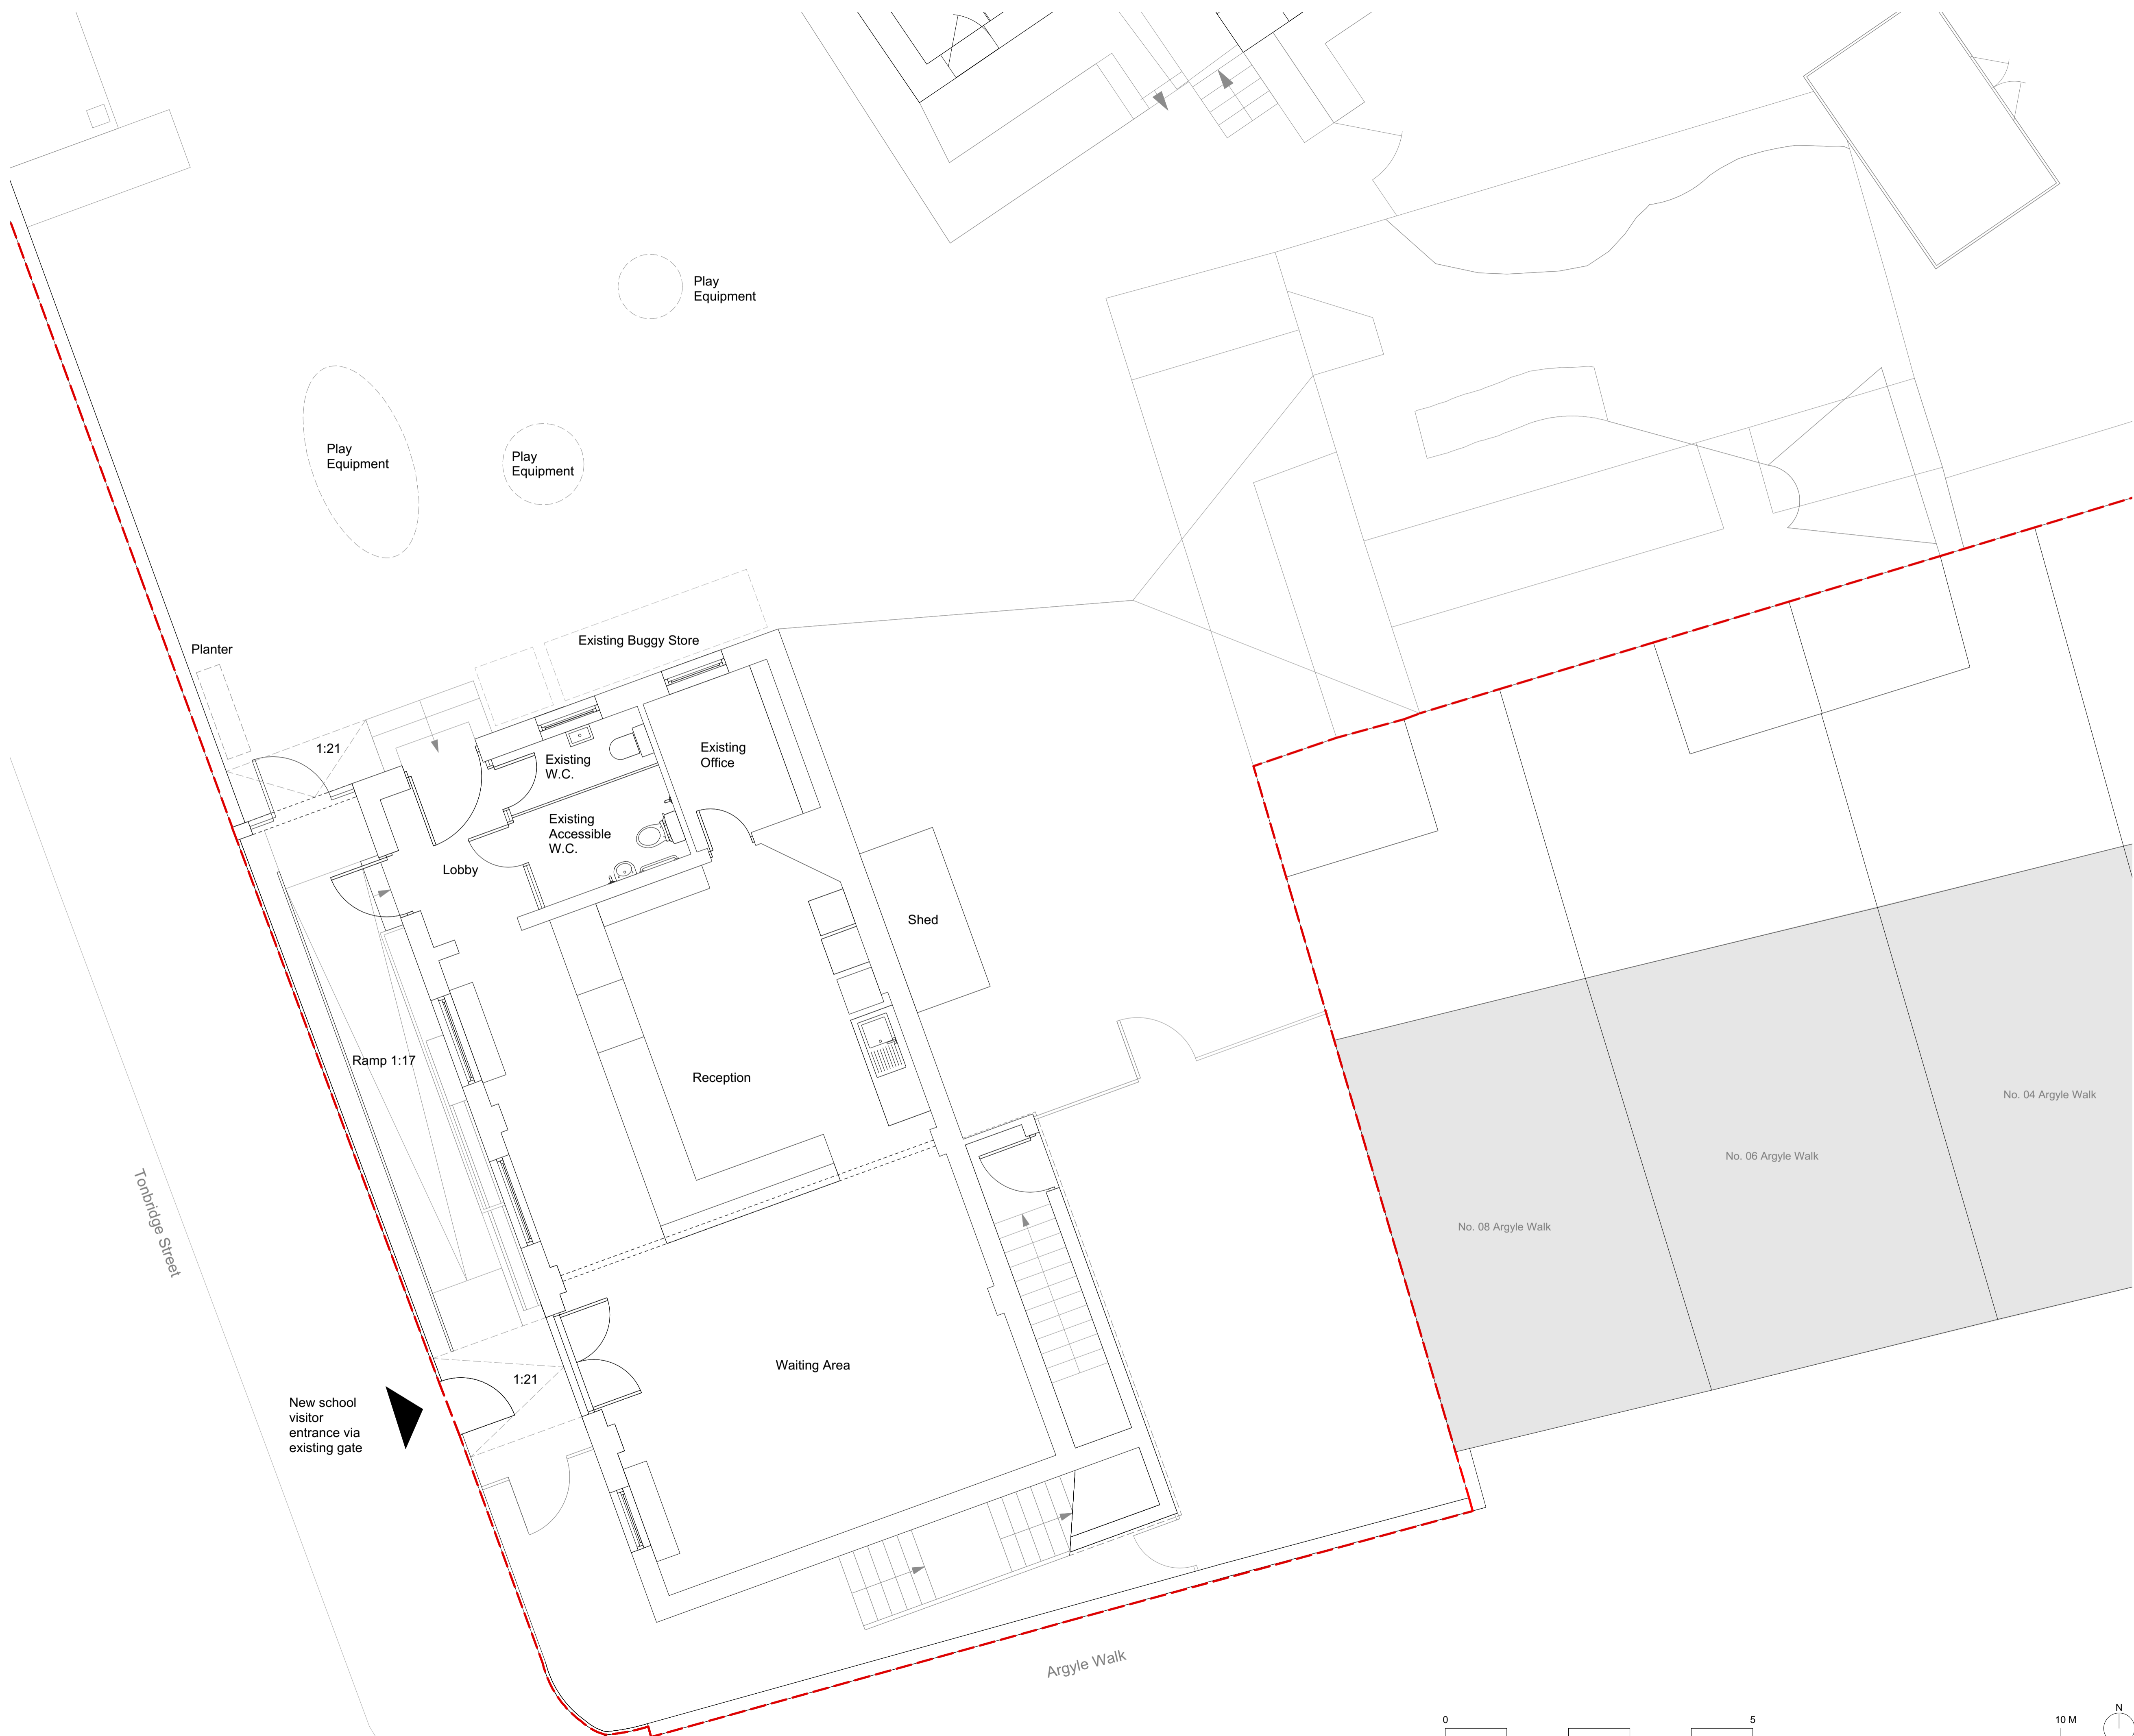 Play
Equipment
Play
Equipment
Play
Equipment
Existing Buggy Store
Planter
1:21
Existing
W.C.
Existing
Office
Existing
Accessible
W.C.
Lobby
Shed
Ramp 1:17
Reception
No. 04 Argyle Walk
No. 06 Argyle Walk
No. 08 Argyle Walk
Tonbridge Street
Waiting Area
1:21
New school
visitor
entrance via
existing gate
Argyle Walk
0
5
10 M
N